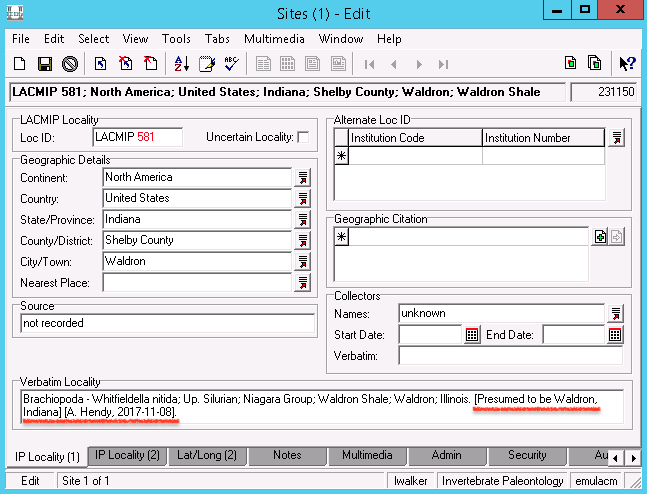 Sites (1) - Edit
File Edit Select View Tools Tabs Multimedia Window Help
LACMIP 581; North America; United States; Indiana; Shelby County; Waldron; Waldron Shale 231150
LACMIP Locality
Loc ID: LACMIP 581 Uncertain Locality:
Geographic Details
Continent: North America
Country: United States
State/Province: Indiana
County/District: Shelby County
City/Town: Waldron
Nearest Place:
Source
not recorded
Alternate Loc ID
Institution Code Institution Number
Geographic Citation
Collectors
Names: unknown
Start Date: End Date:
Verbatim:
Verbatim Locality
Brachiopoda - Whitfieldella nitida; Up. Silurian; Niagara Group; Waldron Shale; Waldron; Illinois. [Presumed to be Waldron,
Indiana] [A. Hendy, 2017-11-08].
IP Locality (1) IP Locality (2) Lat/Long (2) Notes Multimedia Admin Security Au
Edit Site 1 of 1 lwalker Invertebrate Paleontology emulacm